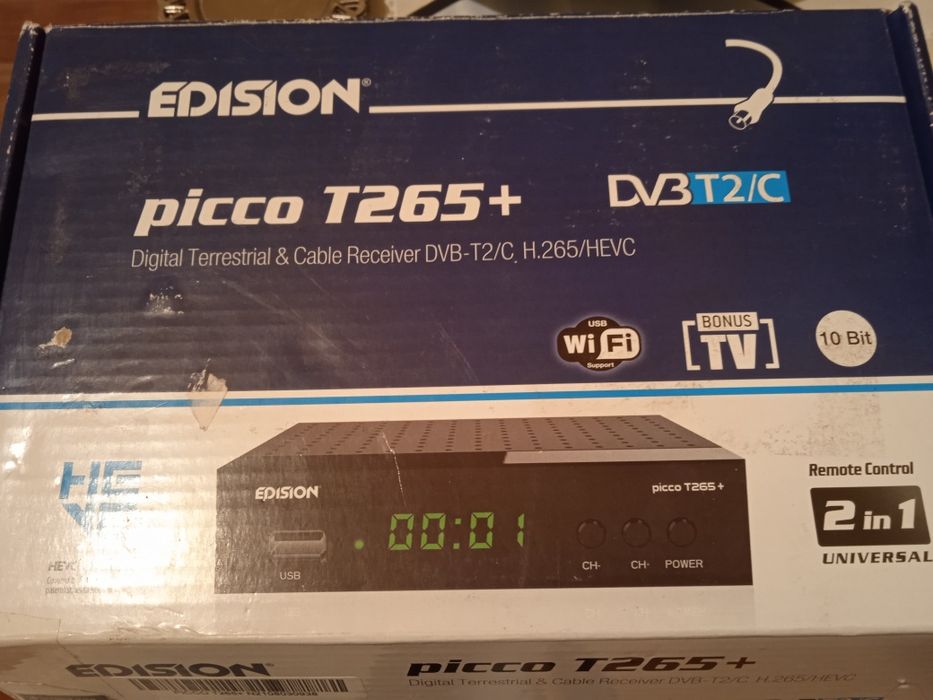 EDISION®
picco T265+
DVB T2/C
Digital Terrestrial & Cable Receiver DVB-T2/C, H.265/HEVC
USB
WiFi
Support
BONUS
TV
10 Bit
HE
HEVC
EDISION
picco T265+
00:01
USB
CH-
CH-
POWER
Remote Control
2 in 1
UNIVERSAL
EDISION
picco T265+
Digital Terrestrial & Cable Receiver DVB-T2/C, H.265/HEVC